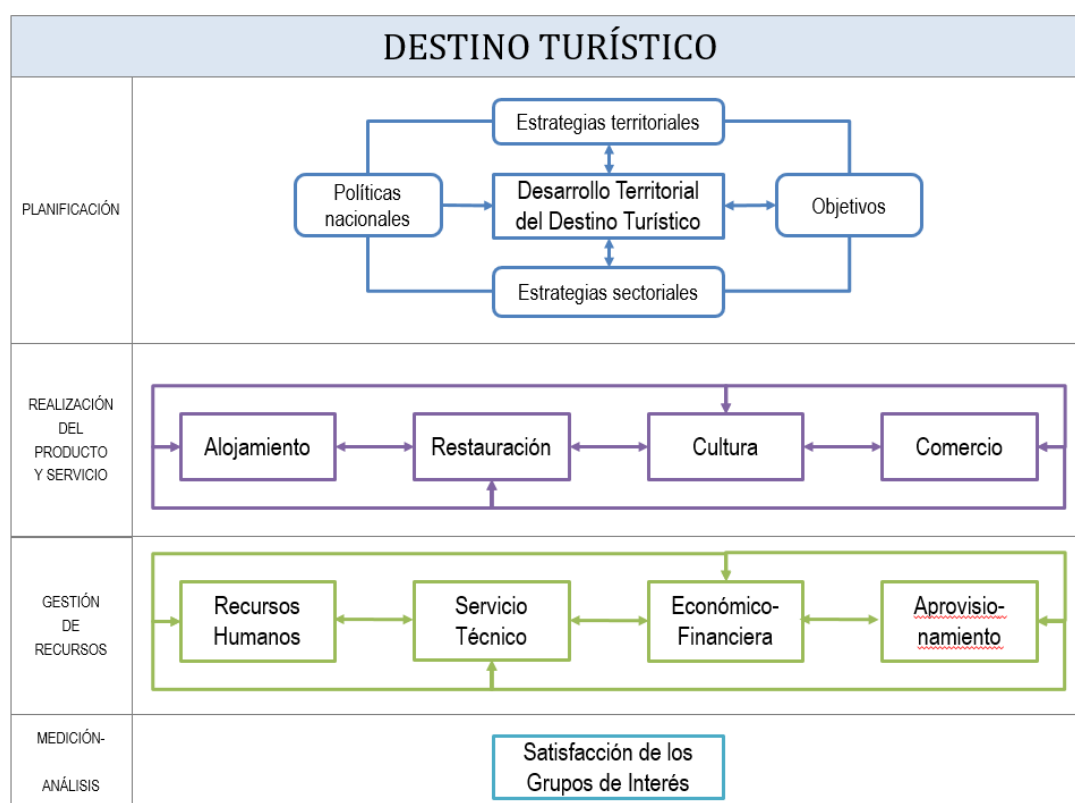 DESTINO TURÍSTICO
PLANIFICACIÓN
Estrategias territoriales
Políticas
nacionales
Desarrollo Territorial
del Destino Turístico
Objetivos
Estrategias sectoriales
REALIZACIÓN
DEL
PRODUCTO
Y SERVICIO
Alojamiento
Restauración
Cultura
Comercio
GESTIÓN
DE
RECURSOS
Recursos
Humanos
Servicio
Técnico
Económico-
Financiera
Aprovisio-
namiento
MEDICIÓN-
ANÁLISIS
Satisfacción de los
Grupos de Interés